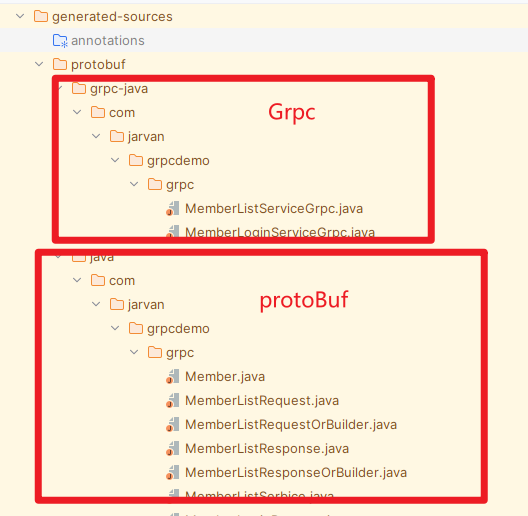 generated-sources
annotations
protobuf
grpc-java
Grpc
com
jarvan
grpcdemo
grpc
MemberListServiceGrpc.java
MemberLoginServiceGrpc.java
java
com
protoBuf
jarvan
grpcdemo
grpc
Member.java
MemberListRequest.java
MemberListRequestOrBuilder.java
MemberListResponse.java
MemberListResponseOrBuilder.java
MemberListSerbice.java